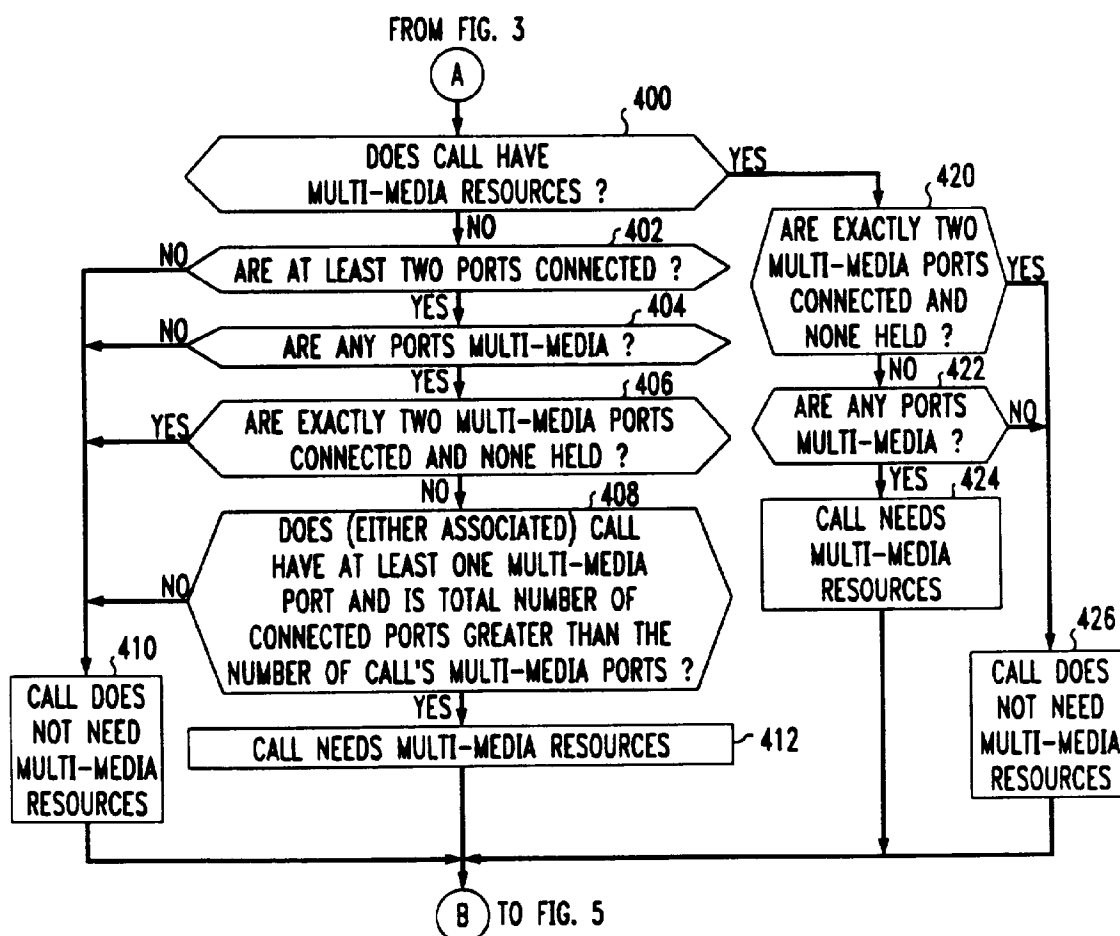 FROM FIG. 3
A
400
DOES CALL HAVE
MULTI-MEDIA RESOURCES ?
YES
NO
402
ARE AT LEAST TWO PORTS CONNECTED ?
NO
YES
404
ARE ANY PORTS MULTI-MEDIA ?
NO
YES
406
ARE EXACTLY TWO MULTI-MEDIA PORTS
CONNECTED AND NONE HELD ?
YES
NO
408
DOES (EITHER ASSOCIATED) CALL
HAVE AT LEAST ONE MULTI-MEDIA
PORT AND IS TOTAL NUMBER OF
CONNECTED PORTS GREATER THAN THE
NUMBER OF CALL'S MULTI-MEDIA PORTS ?
NO
YES
410
CALL DOES
NOT NEED
MULTI-MEDIA
RESOURCES
CALL NEEDS MULTI-MEDIA RESOURCES
412
420
ARE EXACTLY TWO
MULTI-MEDIA PORTS
CONNECTED AND
NONE HELD ?
YES
NO
422
ARE ANY PORTS
MULTI-MEDIA ?
NO
YES
424
CALL NEEDS
MULTI-MEDIA
RESOURCES
426
CALL DOES
NOT NEED
MULTI-MEDIA
RESOURCES
B
TO FIG. 5